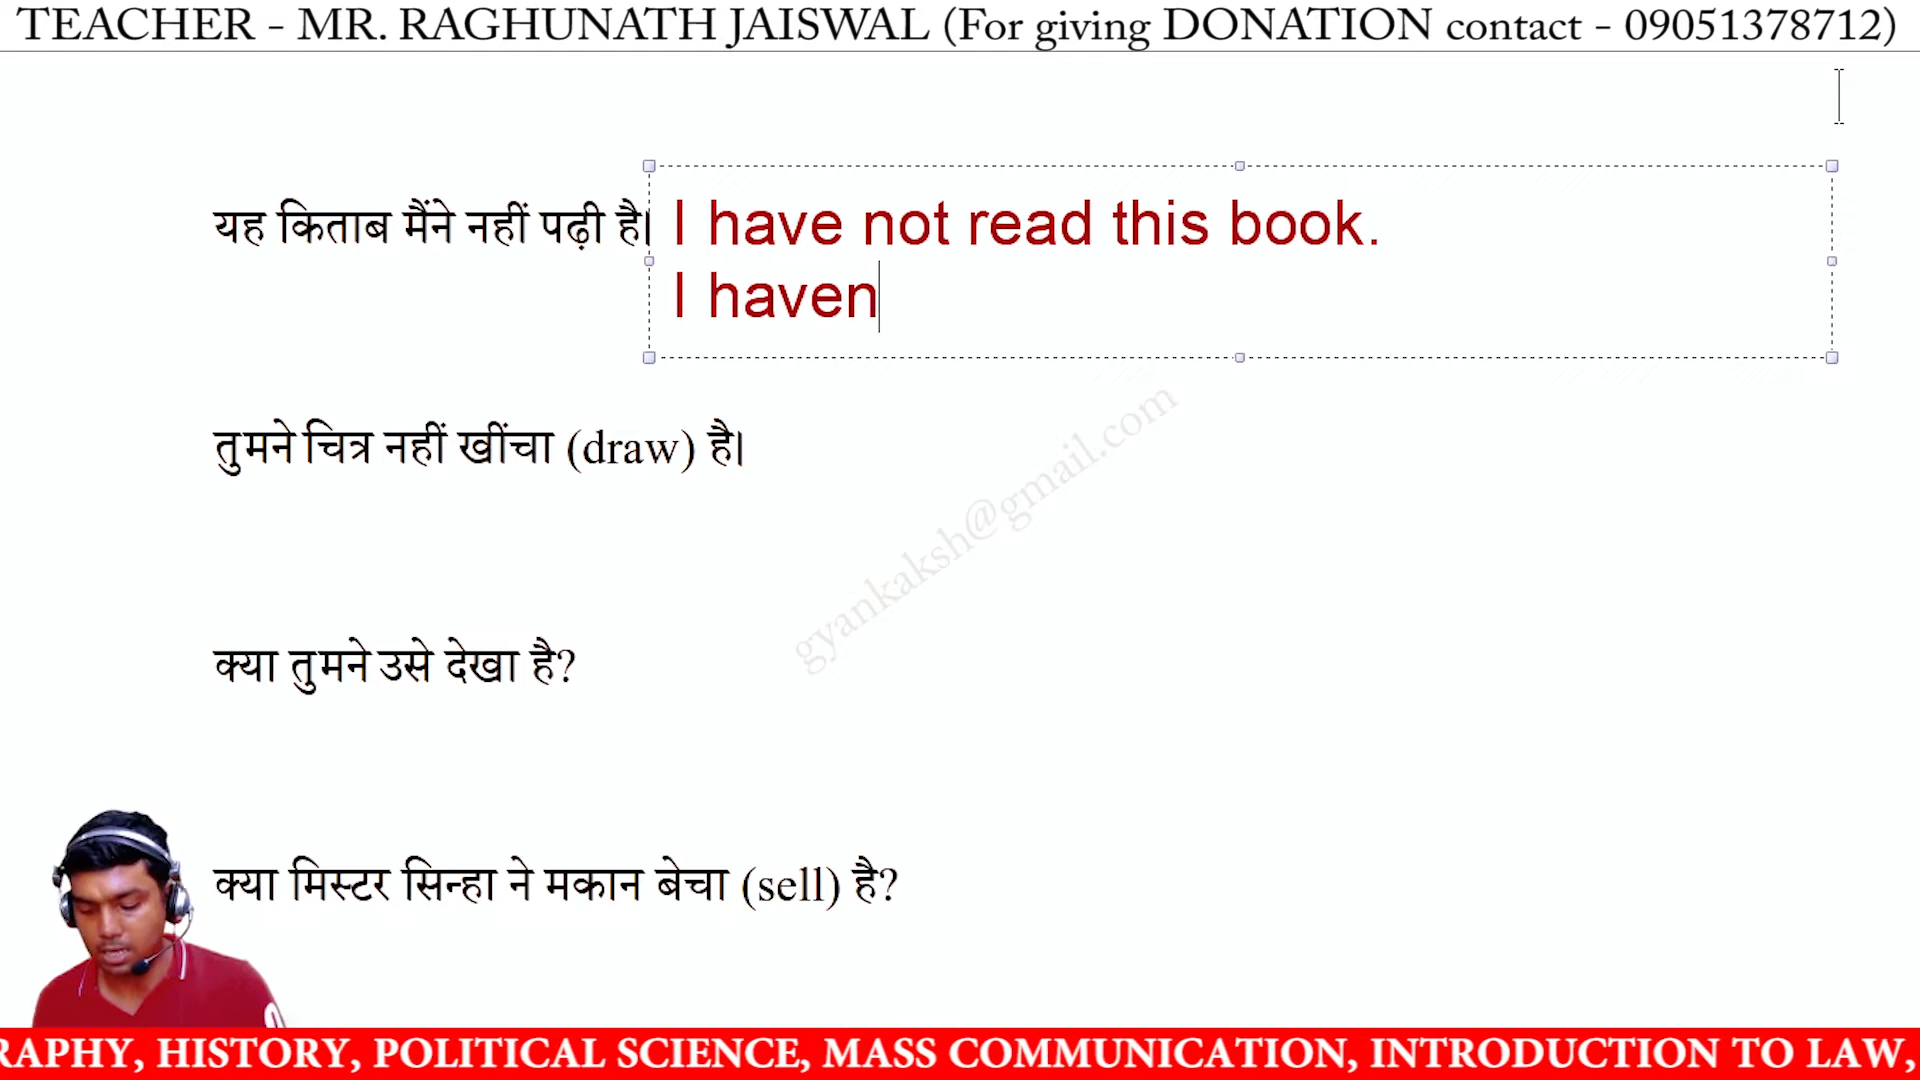 TEACHER - MR. RAGHUNATH JAISWAL (For giving DONATION contact - 09051378712)
यह किताब मैंने नहीं पढ़ी है। I have not read this book.
I haven
तुमने चित्र नहीं खींचा (draw) है।
gyankaksh@gmail.com
क्या तुमने उसे देखा है?
क्या मिस्टर सिन्हा ने मकान बेचा (sell) है?
RAPHY, HISTORY, POLITICAL SCIENCE, MASS COMMUNICATION, INTRODUCTION TO LAW,